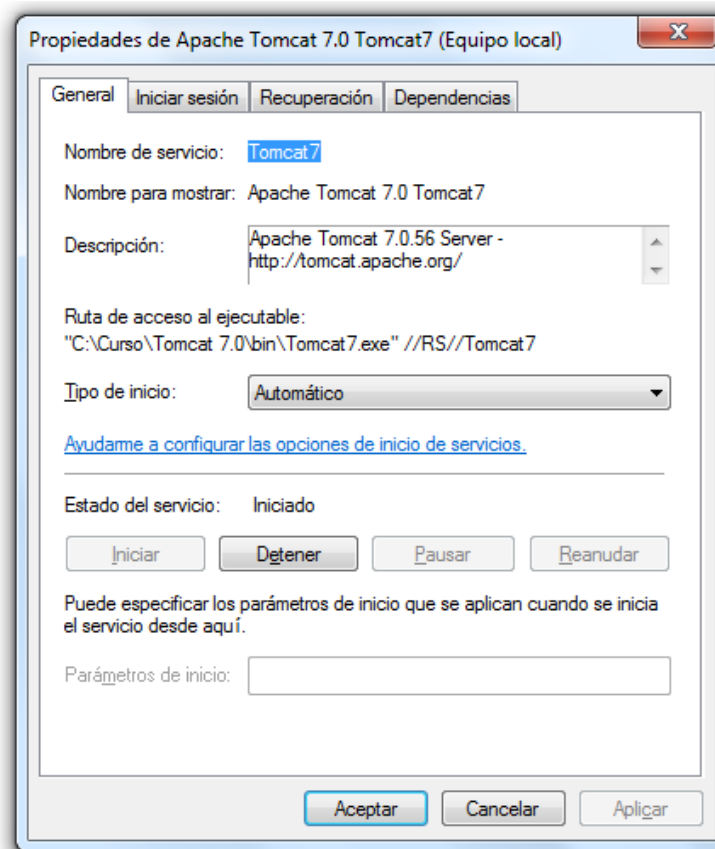 Propiedades de Apache Tomcat 7.0 Tomcat7 (Equipo local)
General Iniciar sesión Recuperación Dependencias
Nombre de servicio: Tomcat7
Nombre para mostrar: Apache Tomcat 7.0 Tomcat7
Descripción: Apache Tomcat 7.0.56 Server -
http://tomcat.apache.org/
Ruta de acceso al ejecutable:
"C:\Curso\Tomcat 7.0\bin\Tomcat7.exe" //RS//Tomcat7
Tipo de inicio: Automático
Ayudarme a configurar las opciones de inicio de servicios.
Estado del servicio: Iniciado
Iniciar Detener Pausar Reanudar
Puede especificar los parámetros de inicio que se aplican cuando se inicia
el servicio desde aquí.
Parámetros de inicio:
Aceptar Cancelar Aplicar